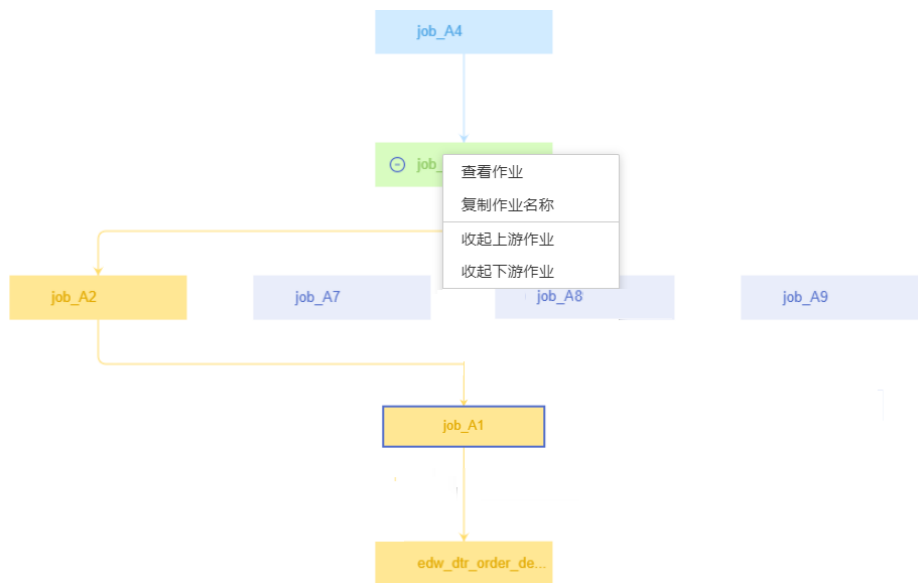 job_A4
job_
查看作业
复制作业名称
收起上游作业
收起下游作业
job_A2
job_A7
job_A8
job_A9
job_A1
edw_dtr_order_de...